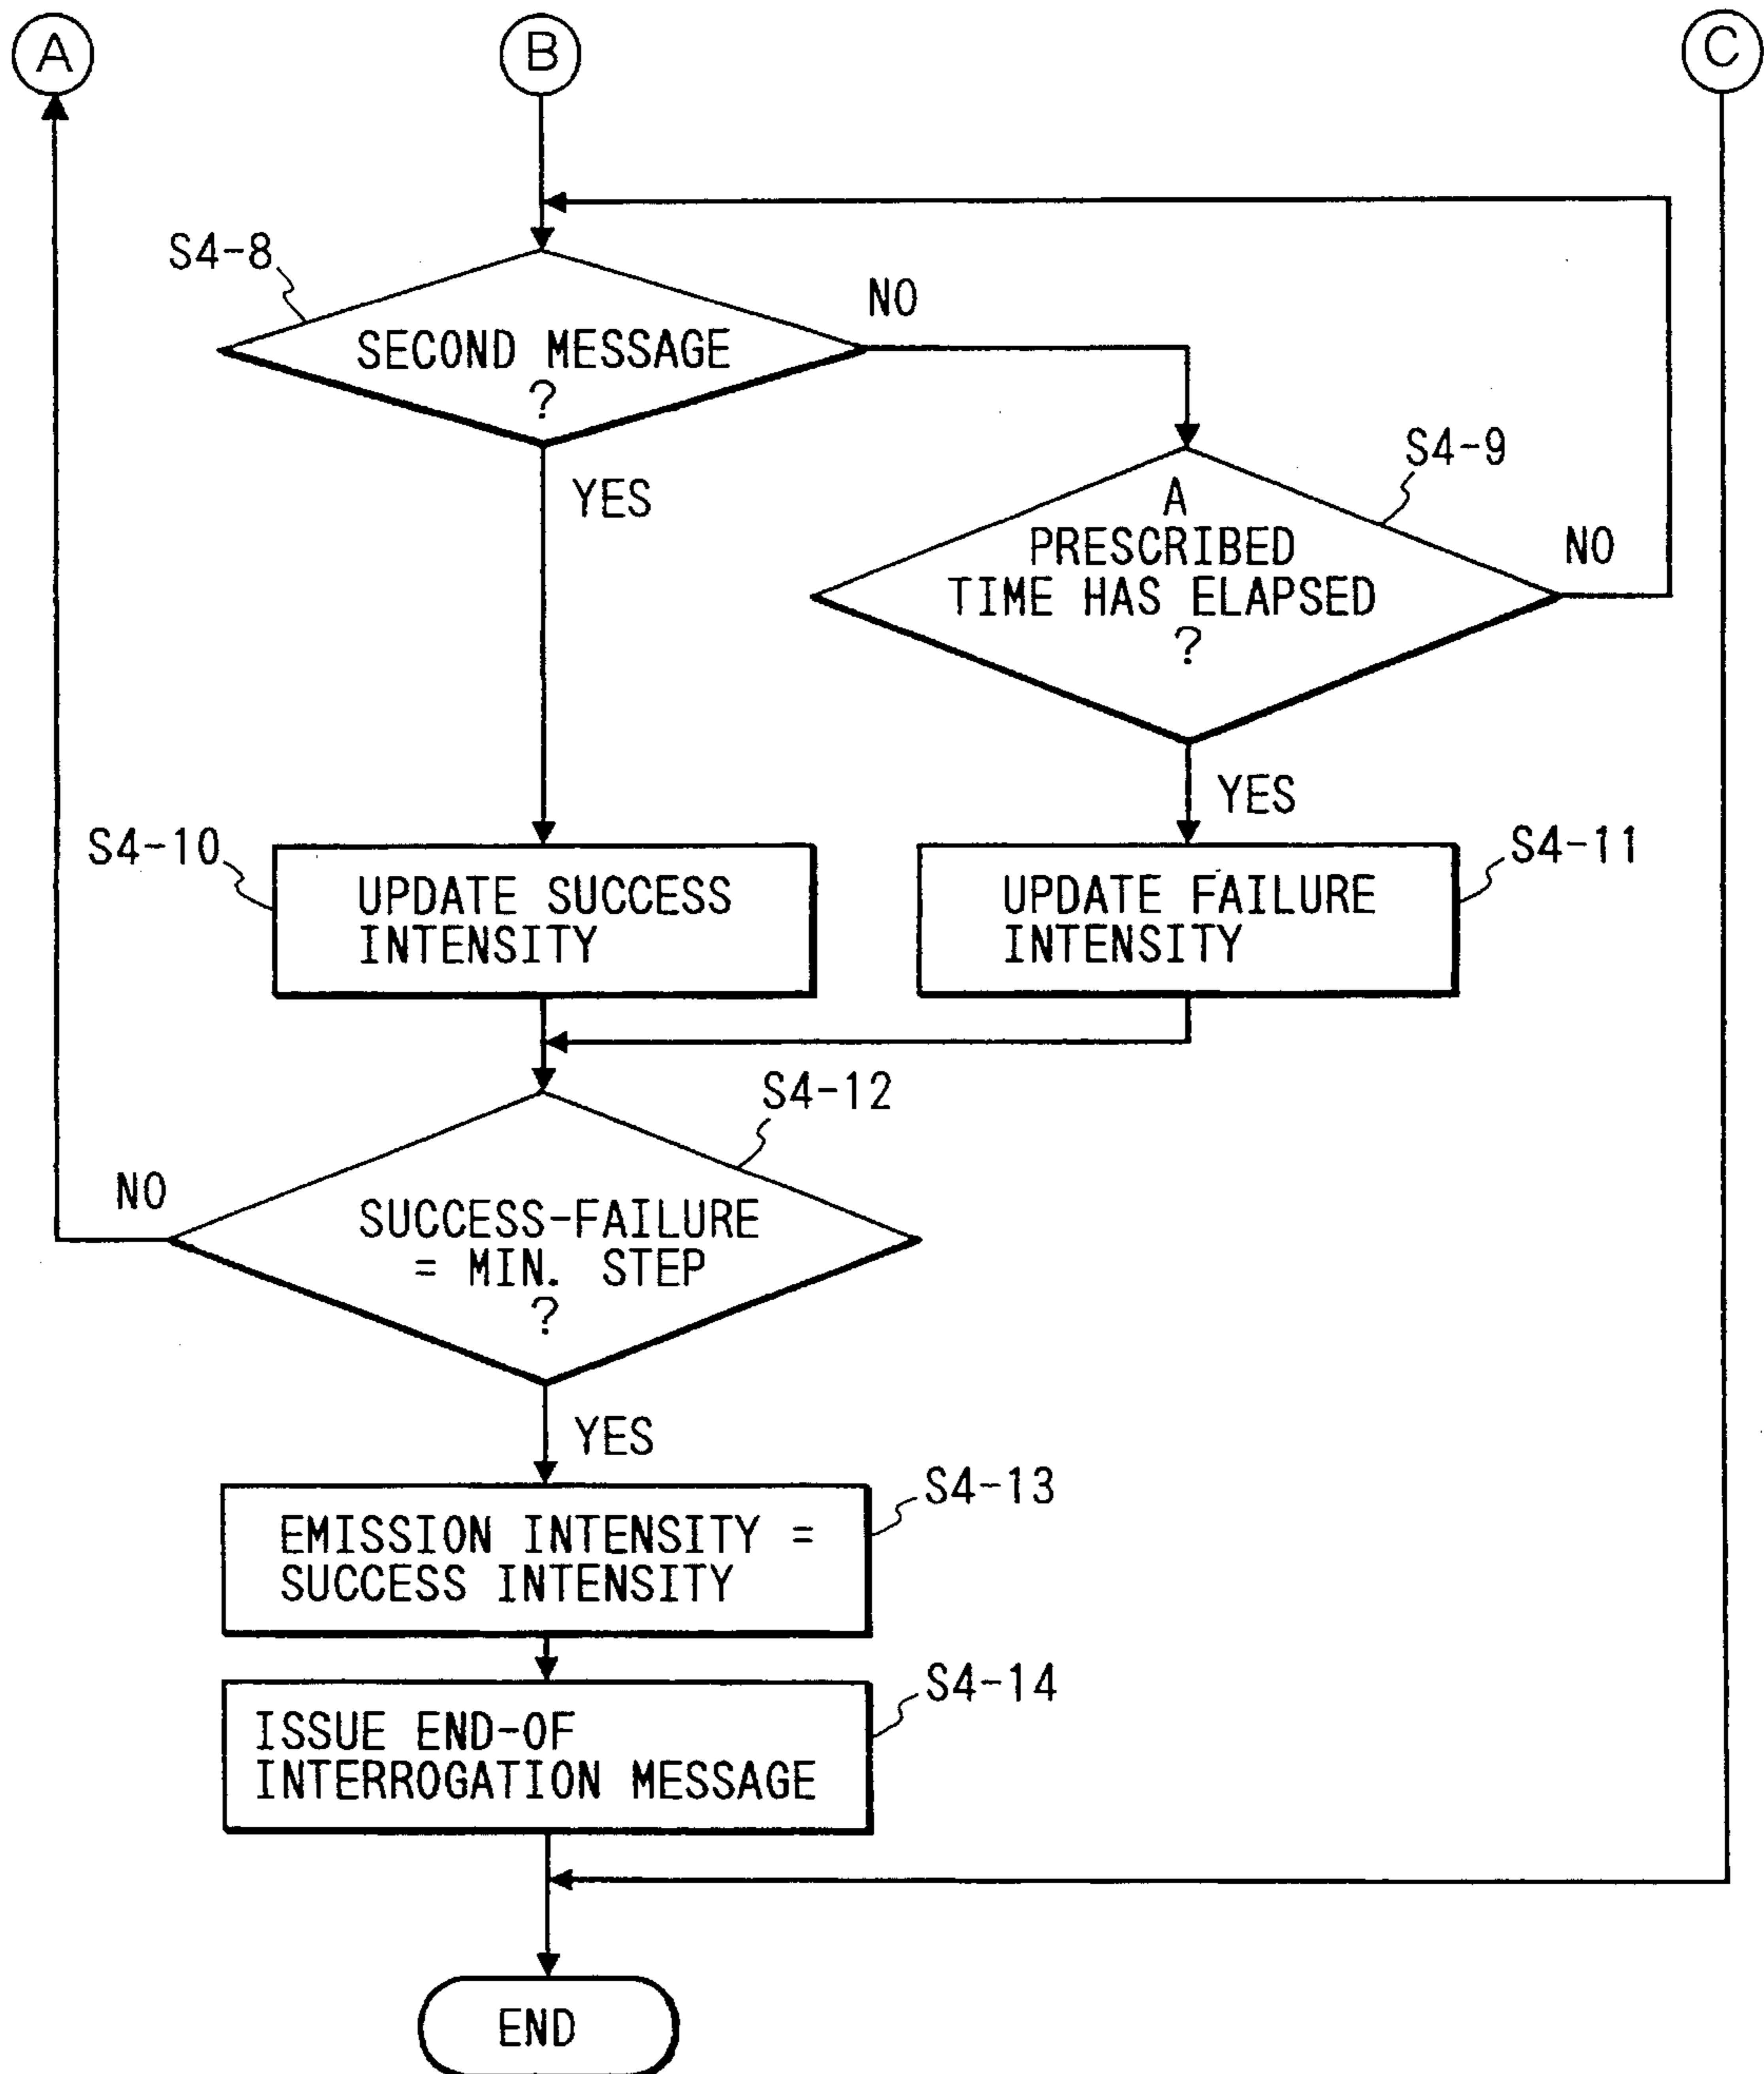 A
B
C
S4-8
NO
SECOND MESSAGE
?
YES
S4-9
A
PRESCRIBED
TIME HAS ELAPSED
?
NO
YES
S4-10
UPDATE SUCCESS
INTENSITY
S4-11
UPDATE FAILURE
INTENSITY
S4-12
NO
SUCCESS-FAILURE
= MIN. STEP
?
YES
S4-13
EMISSION INTENSITY =
SUCCESS INTENSITY
S4-14
ISSUE END-OF
INTERROGATION MESSAGE
END